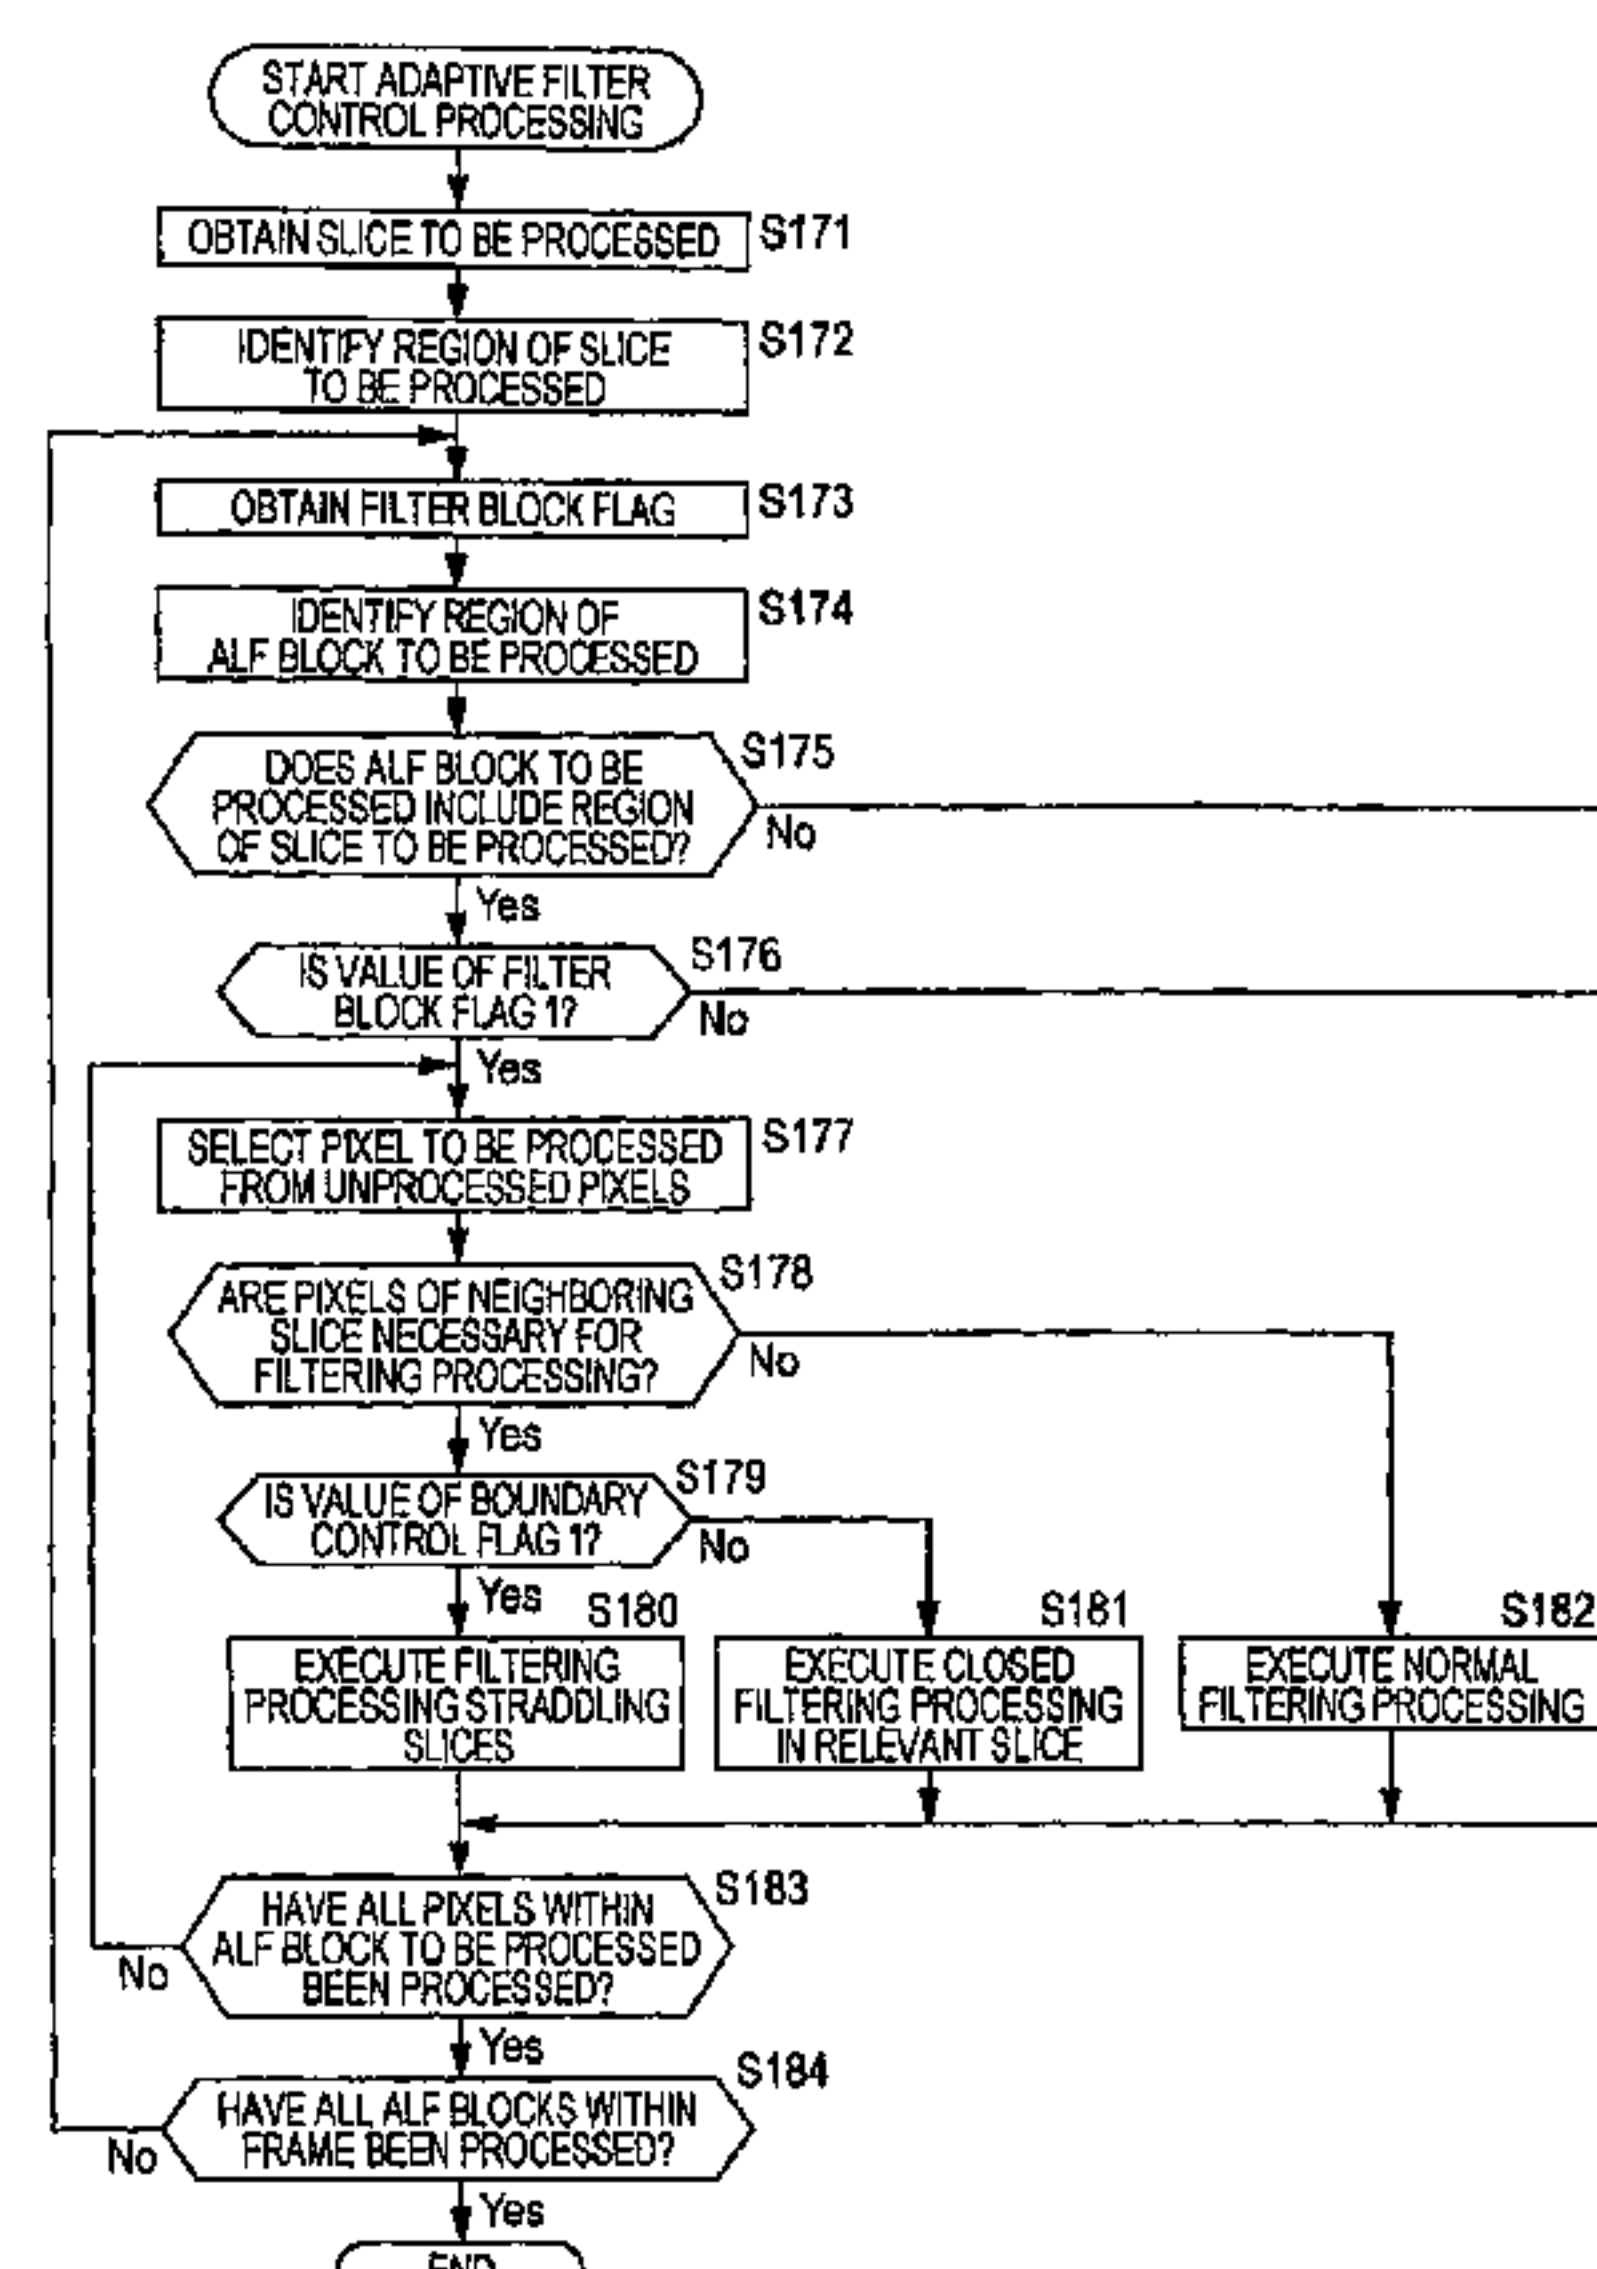 START ADAPTIVE FILTER
CONTROL PROCESSING
OBTAIN SLICE TO BE PROCESSED
S171
IDENTIFY REGION OF SLICE
TO BE PROCESSED
S172
OBTAIN FILTER BLOCK FLAG
S173
IDENTIFY REGION OF
ALF BLOCK TO BE PROCESSED
S174
DOES ALF BLOCK TO BE
PROCESSED INCLUDE REGION
OF SLICE TO BE PROCESSED?
S175
No
Yes
IS VALUE OF FILTER
BLOCK FLAG 1?
S176
No
Yes
SELECT PIXEL TO BE PROCESSED
FROM UNPROCESSED PIXELS
S177
ARE PIXELS OF NEIGHBORING
SLICE NECESSARY FOR
FILTERING PROCESSING?
S178
No
Yes
IS VALUE OF BOUNDARY
CONTROL FLAG 1?
S179
No
Yes
S180
EXECUTE FILTERING
PROCESSING STRADDLING
SLICES
S181
EXECUTE CLOSED
FILTERING PROCESSING
IN RELEVANT SLICE
S182
EXECUTE NORMAL
FILTERING PROCESSING
HAVE ALL PIXELS WITHIN
ALF BLOCK TO BE PROCESSED
BEEN PROCESSED?
S183
No
Yes
HAVE ALL ALF BLOCKS WITHIN
FRAME BEEN PROCESSED?
S184
No
Yes
END